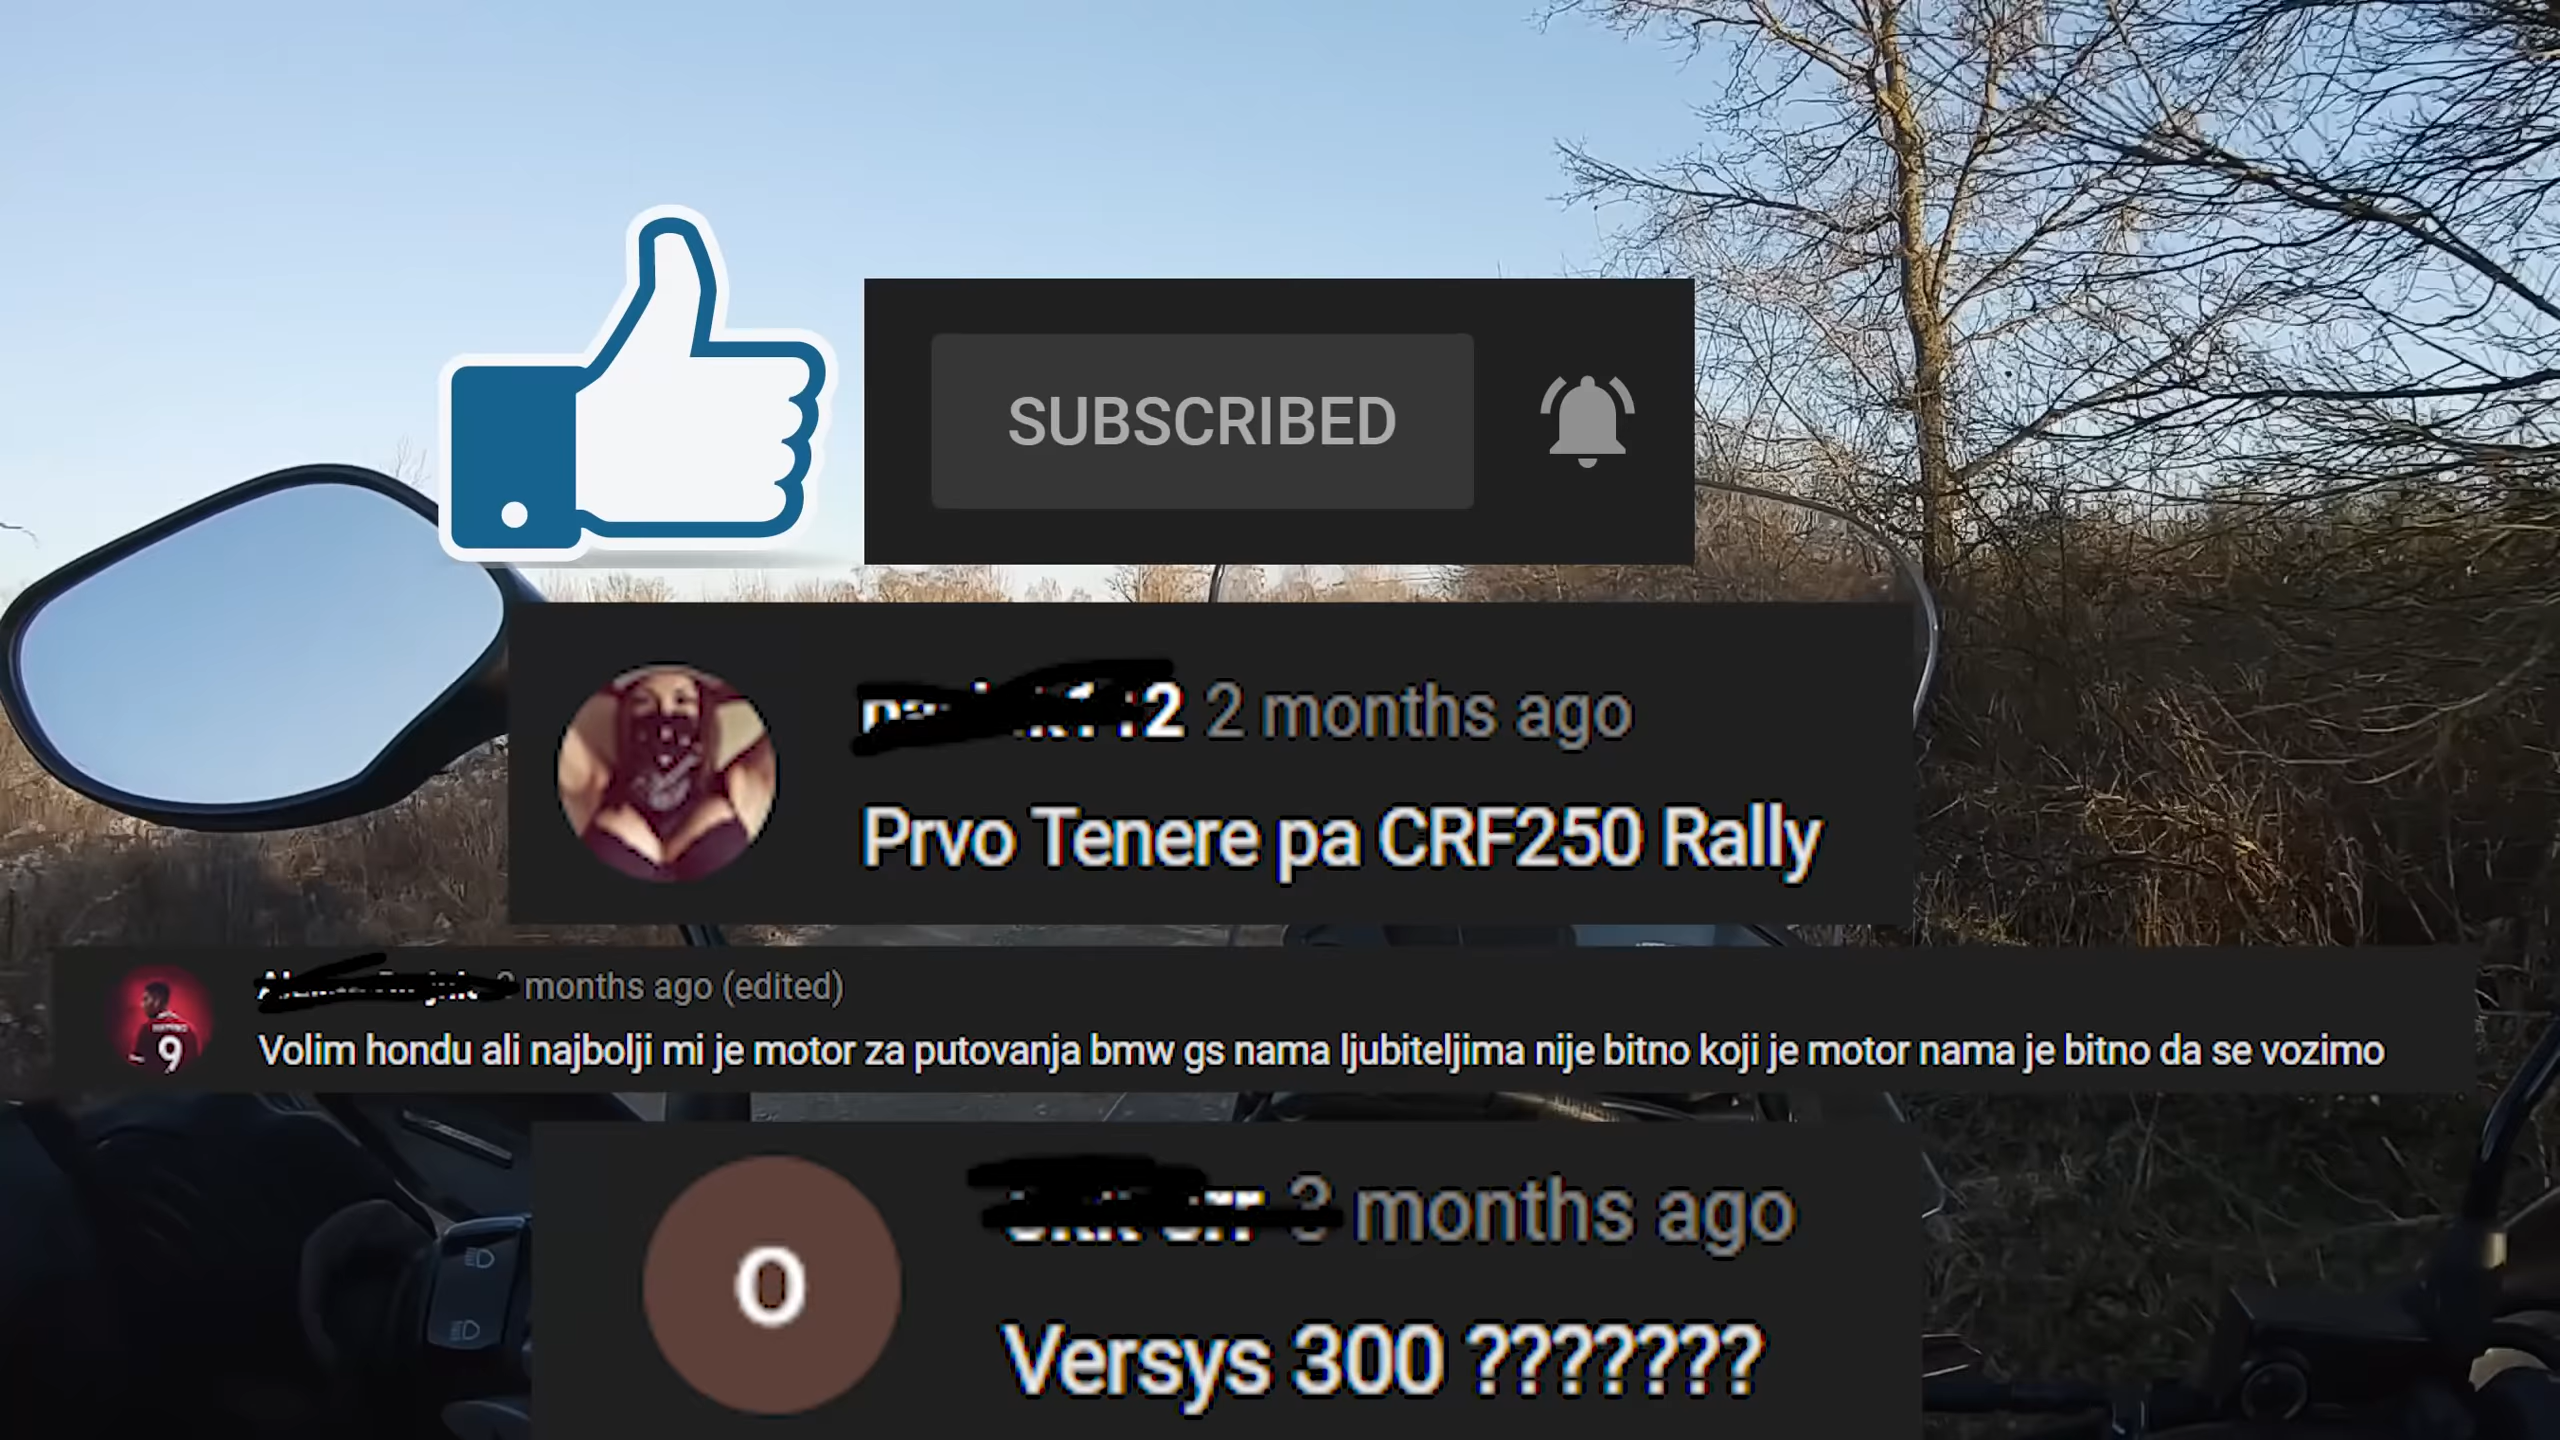 SUBSCRIBED
2 months ago
Prvo Tenere pa CRF250 Rally
months ago (edited)
9
Volim hondu ali najbolji mi je motor za putovanja bmw gs nama ljubiteljima nije bitno koji je motor nama je bitno da se vozimo
3 months ago
O
Versys 300 ???????